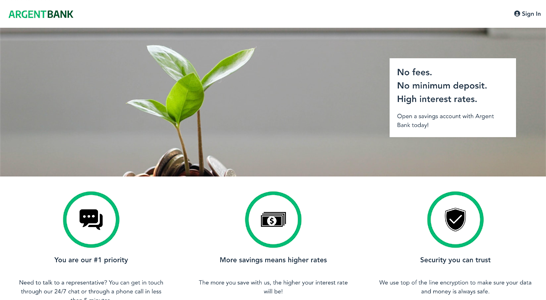 ARGENTBANK
Sign In
No fees.
No minimum deposit.
High interest rates.
Open a savings account with Argent
Bank today!
You are our #1 priority
More savings means higher rates
Security you can trust
Need to talk to a representative? You can get in touch
through our 24/7 chat or through a phone call in less
The more you save with us, the higher your interest rate
will be!
We use top of the line encryption to make sure your data
and money is always safe.